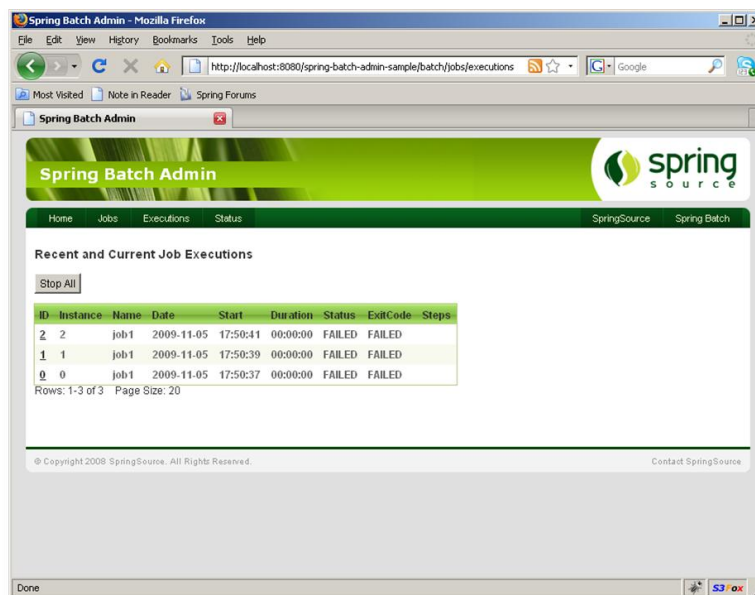 Spring Batch Admin - Mozilla Firefox
File Edit View History Bookmarks Tools Help
http://localhost:8080/spring-batch-admin-sample/batch/jobs/executions
G Google
Most Visited Note in Reader Spring Forums
Spring Batch Admin
Spring Batch Admin
spring
source
Home Jobs Executions Status SpringSource Spring Batch
Recent and Current Job Executions
Stop All
ID Instance Name Date Start Duration Status ExitCode Steps
2 2 job1 2009-11-05 17:50:41 00:00:00 FAILED FAILED
1 1 job1 2009-11-05 17:50:39 00:00:00 FAILED FAILED
0 0 job1 2009-11-05 17:50:37 00:00:00 FAILED FAILED
Rows: 1-3 of 3 Page Size: 20
© Copyright 2008 SpringSource. All Rights Reserved. Contact SpringSource
Done S3Fox